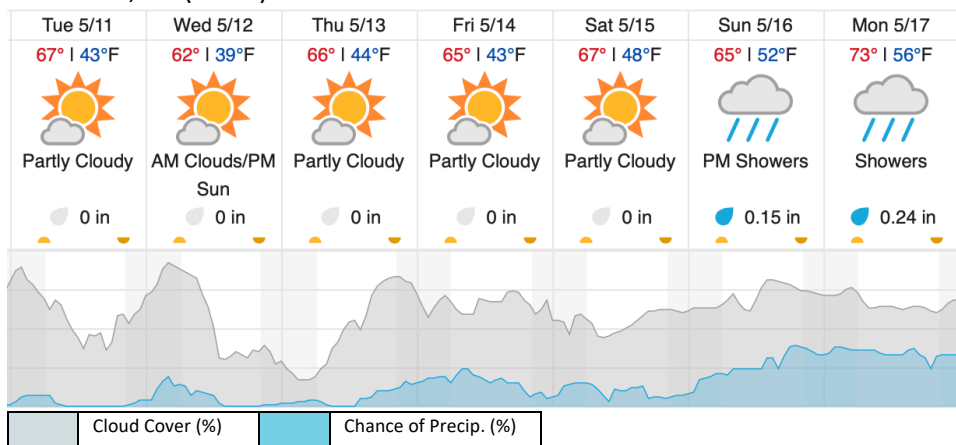 Tue 5/11 Wed 5/12 Thu 5/13 Fri 5/14 Sat 5/15 Sun 5/16 Mon 5/17
67° | 43°F 62° | 39°F 66° | 44°F 65° | 43°F 67° | 48°F 65° | 52°F 73° | 56°F
Partly Cloudy AM Clouds/PM Partly Cloudy Partly Cloudy Partly Cloudy PM Showers Showers
Sun
0 in 0 in 0 in 0 in 0 in 0.15 in 0.24 in
Cloud Cover (%) Chance of Precip. (%)